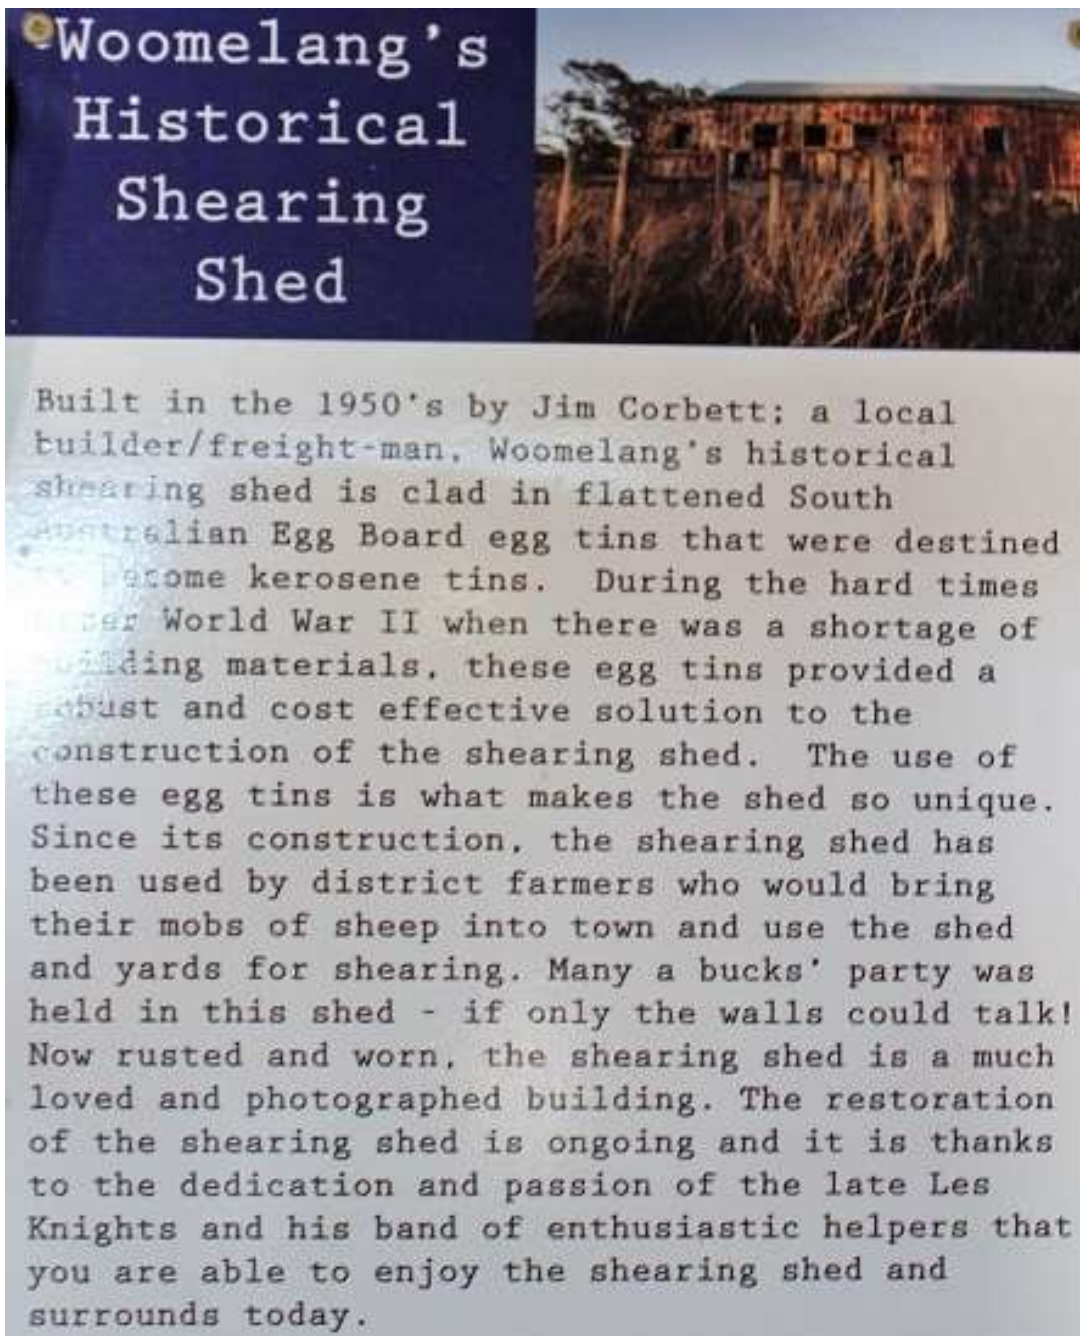 Woomelang's
Historical
Shearing
Shed
Built in the 1950's by Jim Corbett; a local
builder/freight-man, Woomelang's historical
shearing shed is clad in flattened South
Australian Egg Board egg tins that were destined
become kerosene tins. During the hard times
after World War II when there was a shortage of
building materials, these egg tins provided a
robust and cost effective solution to the
construction of the shearing shed. The use of
these egg tins is what makes the shed so unique.
Since its construction, the shearing shed has
been used by district farmers who would bring
their mobs of sheep into town and use the shed
and yards for shearing. Many a bucks' party was
held in this shed - if only the walls could talk!
Now rusted and worn, the shearing shed is a much
loved and photographed building. The restoration
of the shearing shed is ongoing and it is thanks
to the dedication and passion of the late Les
Knights and his band of enthusiastic helpers that
you are able to enjoy the shearing shed and
surrounds today.